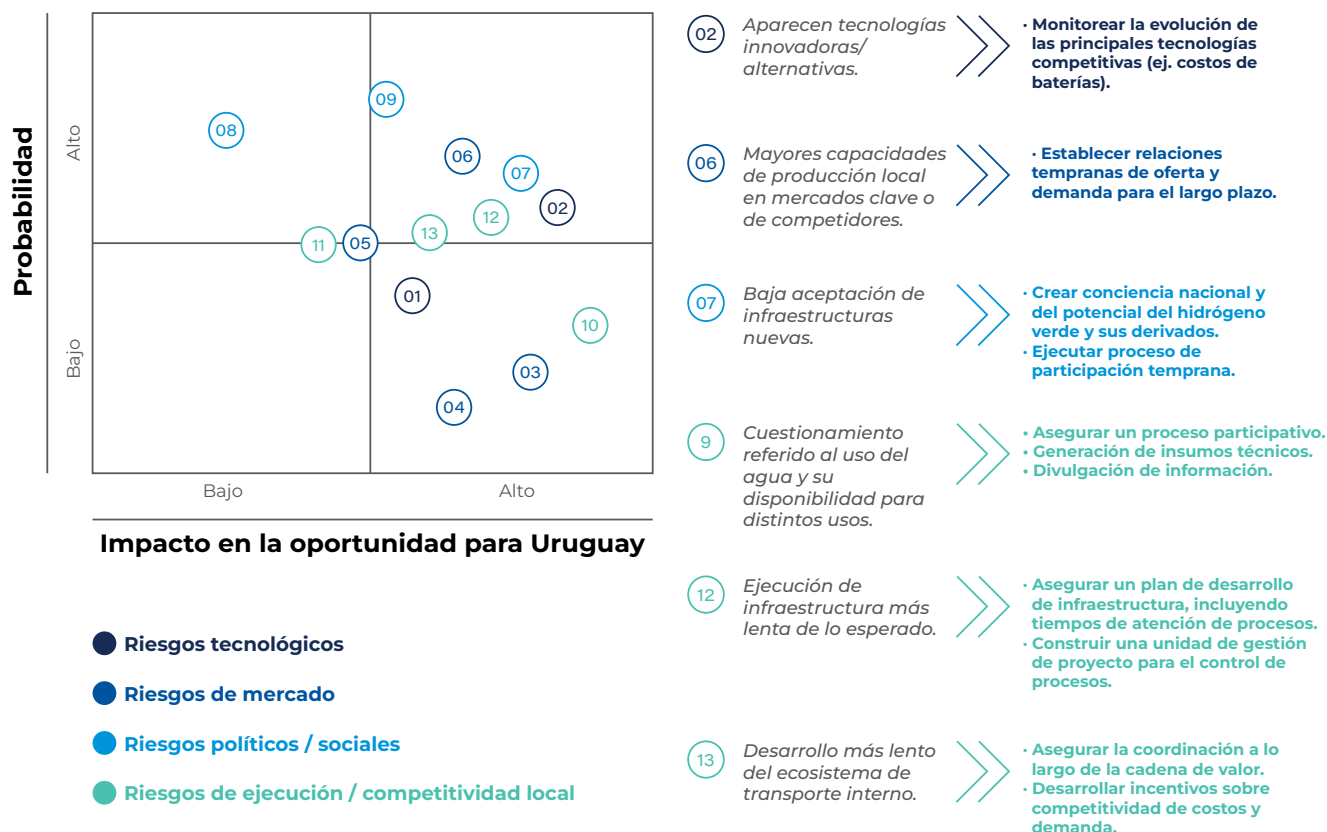 Probabilidad
Alto
Bajo
09
08
06
07
02
12
13
11
05
01
10
03
04
Bajo
Alto
Impacto en la oportunidad para Uruguay
Riesgos tecnológicos
Riesgos de mercado
Riesgos políticos / sociales
Riesgos de ejecución / competitividad local
02
Aparecen tecnologías
innovadoras/
alternativas.
· Monitorear la evolución de
las principales tecnologías
competitivas (ej. costos de
baterías).
06
Mayores capacidades
de producción local
en mercados clave o
de competidores.
· Establecer relaciones
tempranas de oferta y
demanda para el largo plazo.
07
Baja aceptación de
infraestructuras
nuevas.
· Crear conciencia nacional y
del potencial del hidrógeno
verde y sus derivados.
· Ejecutar proceso de
participación temprana.
9
Cuestionamiento
referido al uso del
agua y su
disponibilidad para
distintos usos.
· Asegurar un proceso participativo.
• Generación de insumos técnicos.
• Divulgación de información.
12
Ejecución de
infraestructura más
lenta de lo esperado.
· Asegurar un plan de desarrollo
de infraestructura, incluyendo
tiempos de atención de procesos.
· Construir una unidad de gestión
de proyecto para el control de
procesos.
13
Desarrollo más lento
del ecosistema de
transporte interno.
· Asegurar la coordinación a lo
largo de la cadena de valor.
· Desarrollar incentivos sobre
competitividad de costos y
demanda.